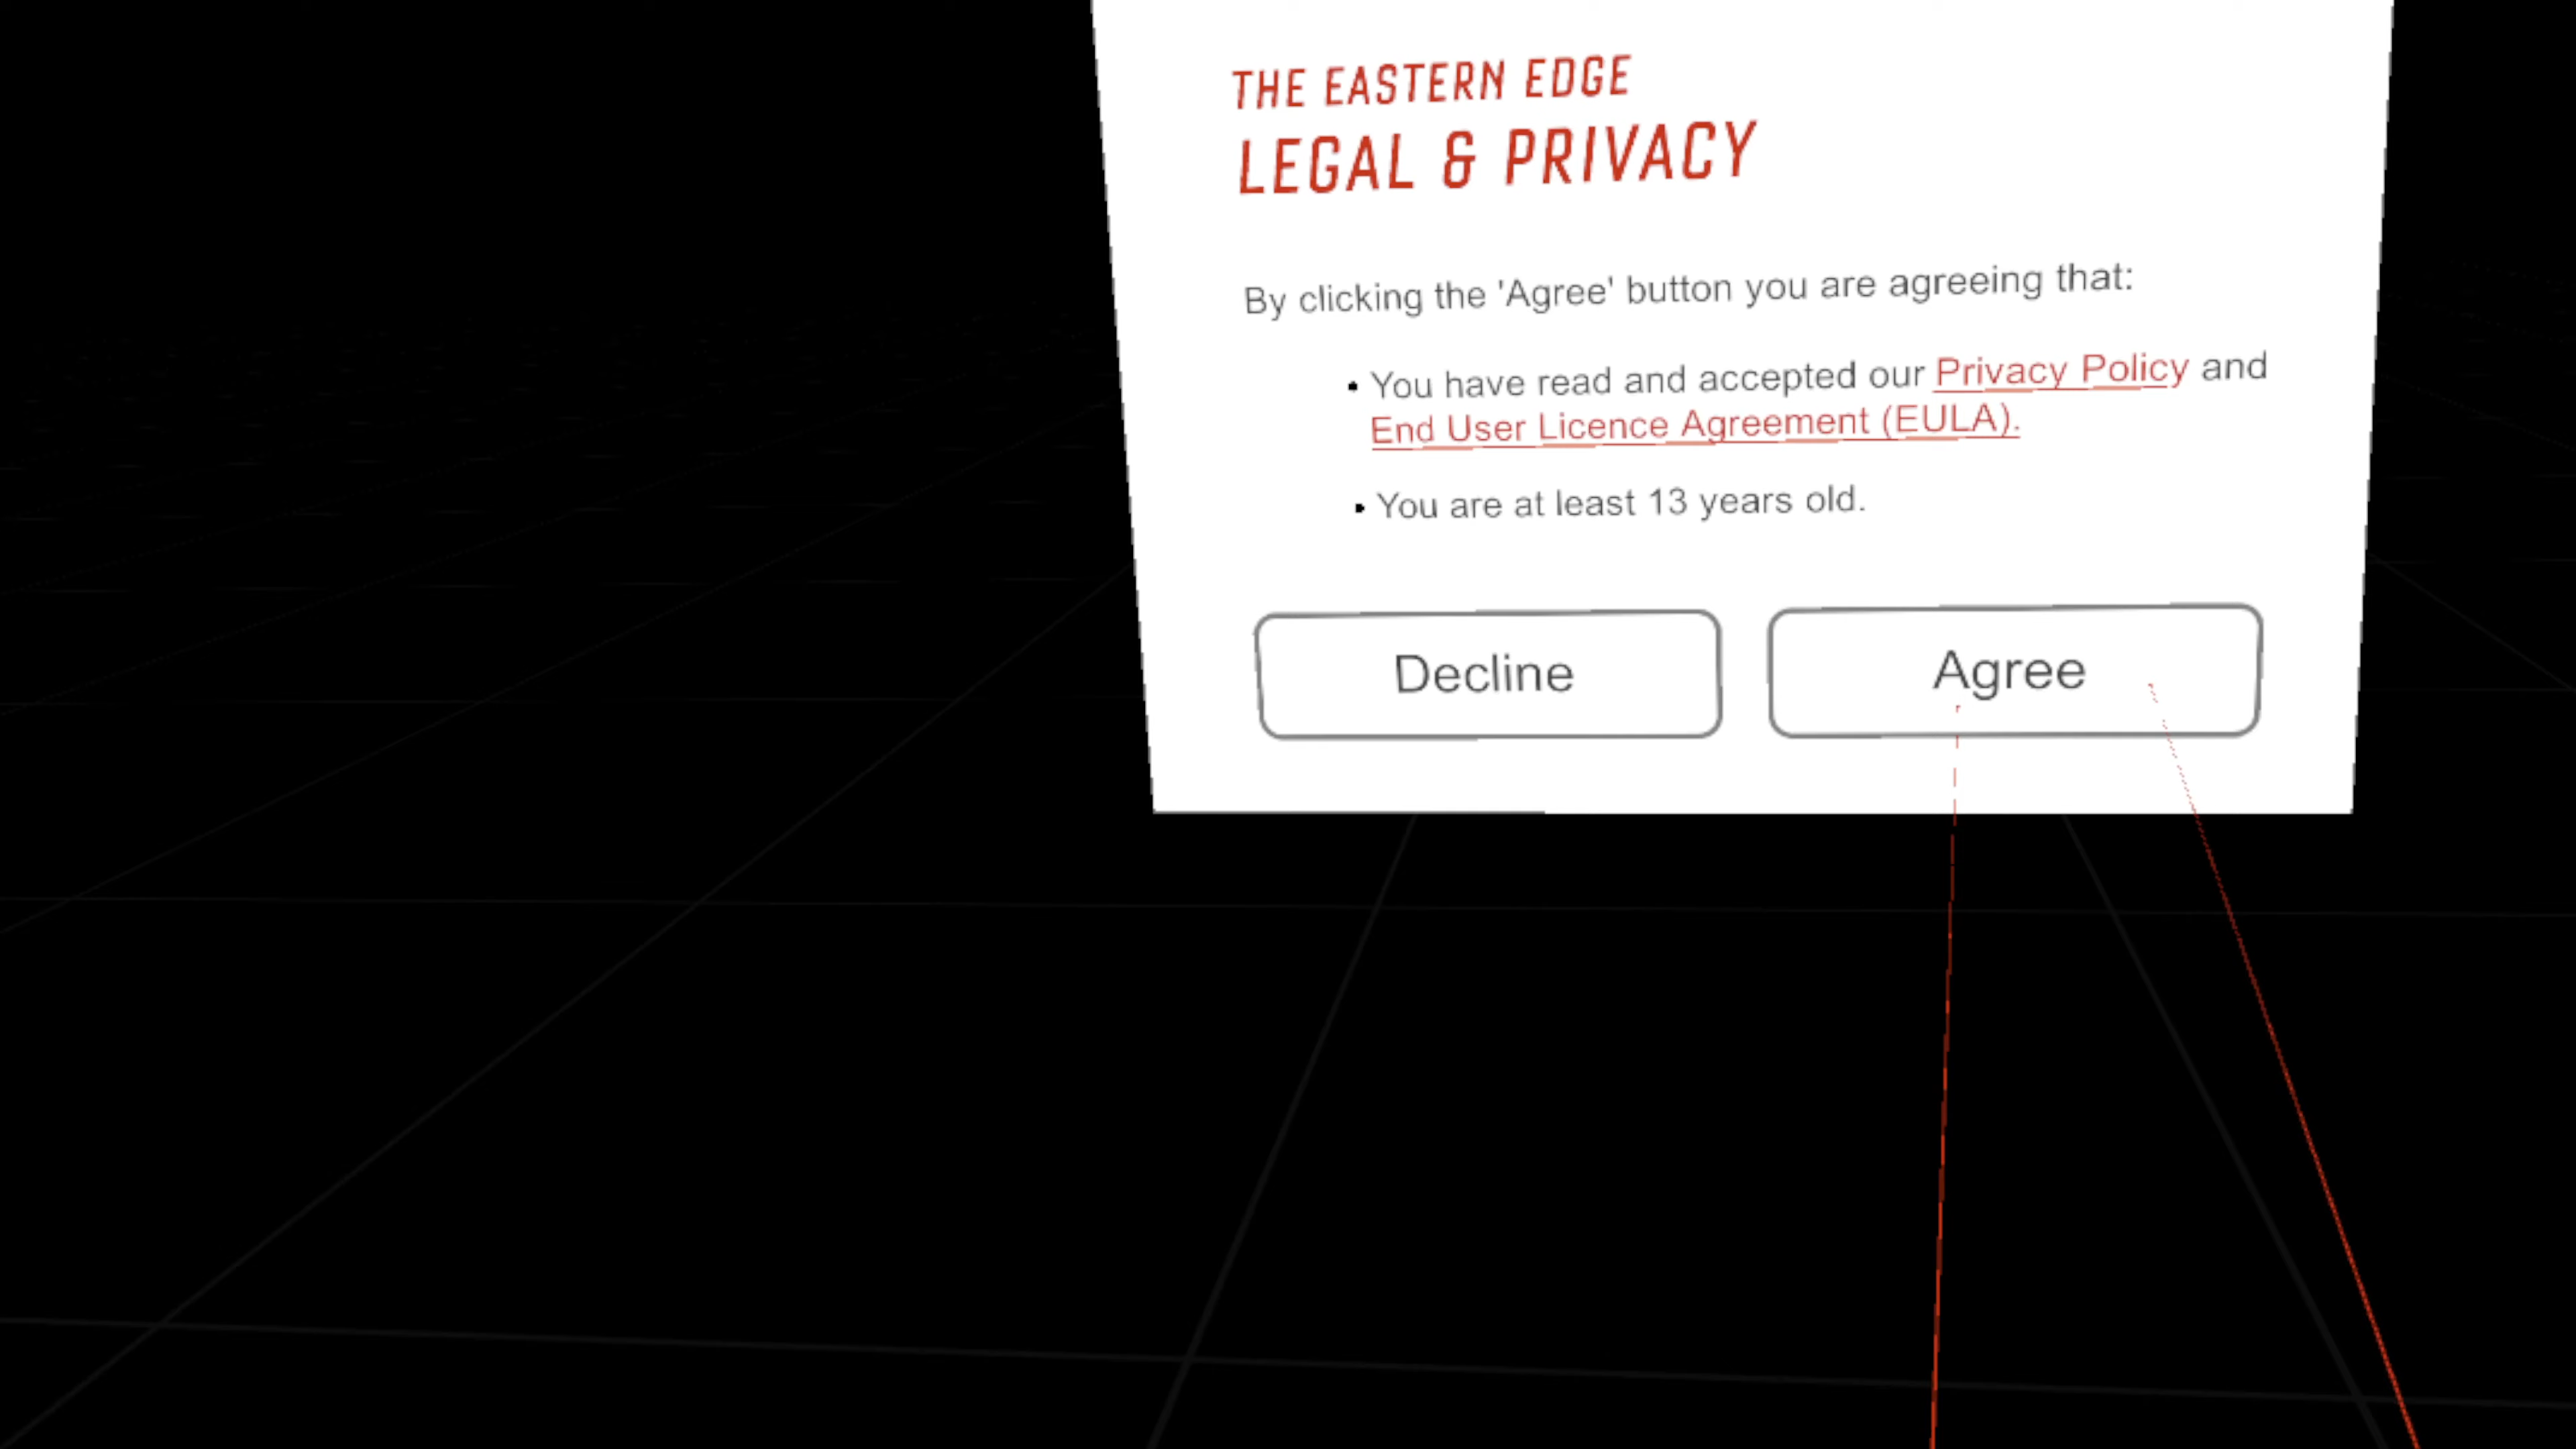 THE EASTERN EDGE
LEGAL & PRIVACY
By clicking the 'Agree' button you are agreeing that:
• You have read and accepted our Privacy Policy and
End User Licence Agreement (EULA).
• You are at least 13 years old.
Decline
Agree